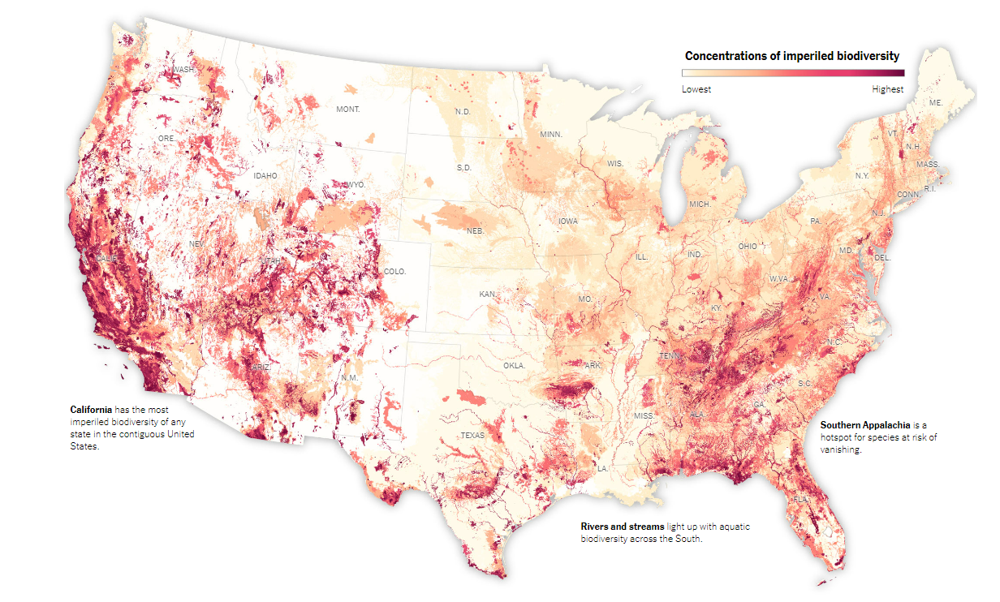 Concentrations of imperiled biodiversity
Lowest
Highest
WASH.
MONT.
N.D.
MINN.
ME.
VT.
N.H.
ORE.
IDAHO
WYO.
S.D.
WIS.
MICH.
N.Y.
MASS.
CONN.
R.I.
NEV.
UTAH
COLO.
NEB.
IOWA
ILL.
IND.
OHIO
PA.
N.J.
MD.
DEL.
CALIF.
KAN.
MO.
KY.
W.VA.
VA.
ARIZ.
N.M.
OKLA.
ARK.
TENN.
N.C.
S.C.
TEXAS
LA.
MISS.
ALA.
GA.
FLA.
California has the most
imperiled biodiversity of any
state in the contiguous United
States.
Southern Appalachia is a
hotspot for species at risk of
vanishing.
Rivers and streams light up with aquatic
biodiversity across the South.